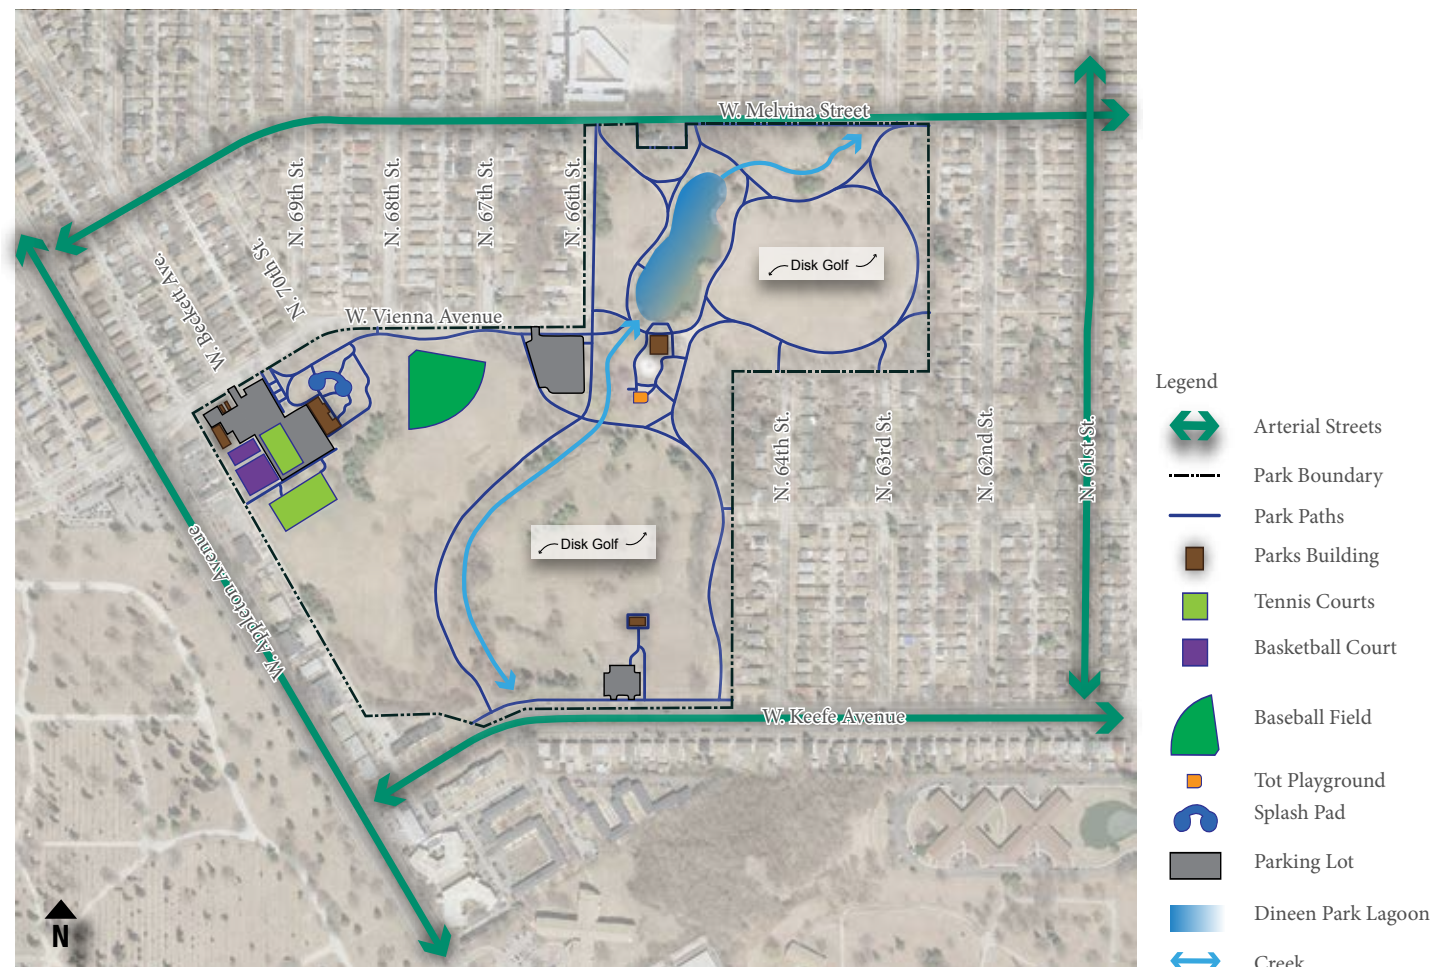 W. Melvina Street
N. 69th St.
N. 68th St.
N. 67th St.
N. 66th St.
W. Beckett Ave.
N. 70th St.
W. Vienna Avenue
Disk Golf
N. 64th St.
N. 63rd St.
N. 62nd St.
N. 61st St.
Disk Golf
W. Appleton Avenue
W. Keefe Avenue
N
Legend
Arterial Streets
Park Boundary
Park Paths
Parks Building
Tennis Courts
Basketball Court
Baseball Field
Tot Playground
Splash Pad
Parking Lot
Dineen Park Lagoon
Creek